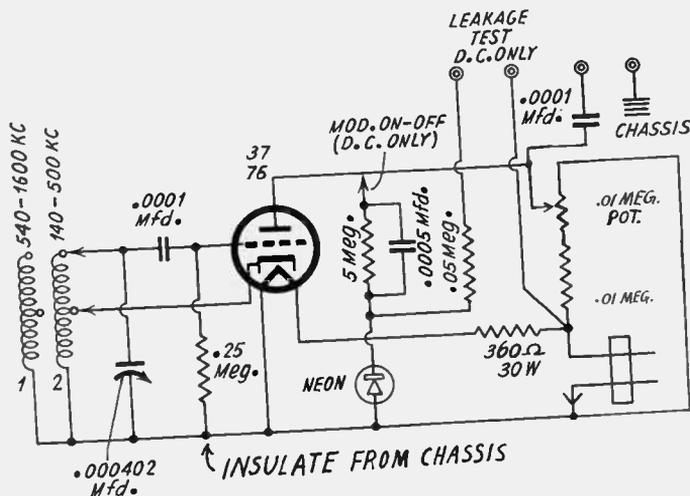 LEAKAGE
TEST
D.C. ONLY
.0001
Mfd.
CHASSIS
MOD. ON-OFF
(D.C. ONLY)
37
76
540-1600 KC
140-500 KC
.0001
Mfd.
5 Meg.
.0005 Mfd.
.05 Meg.
.01 MEG.
POT.
.01 MEG.
.25
Meg.
360Ω
30W
NEON
1
2
.000402
Mfd.
INSULATE FROM CHASSIS